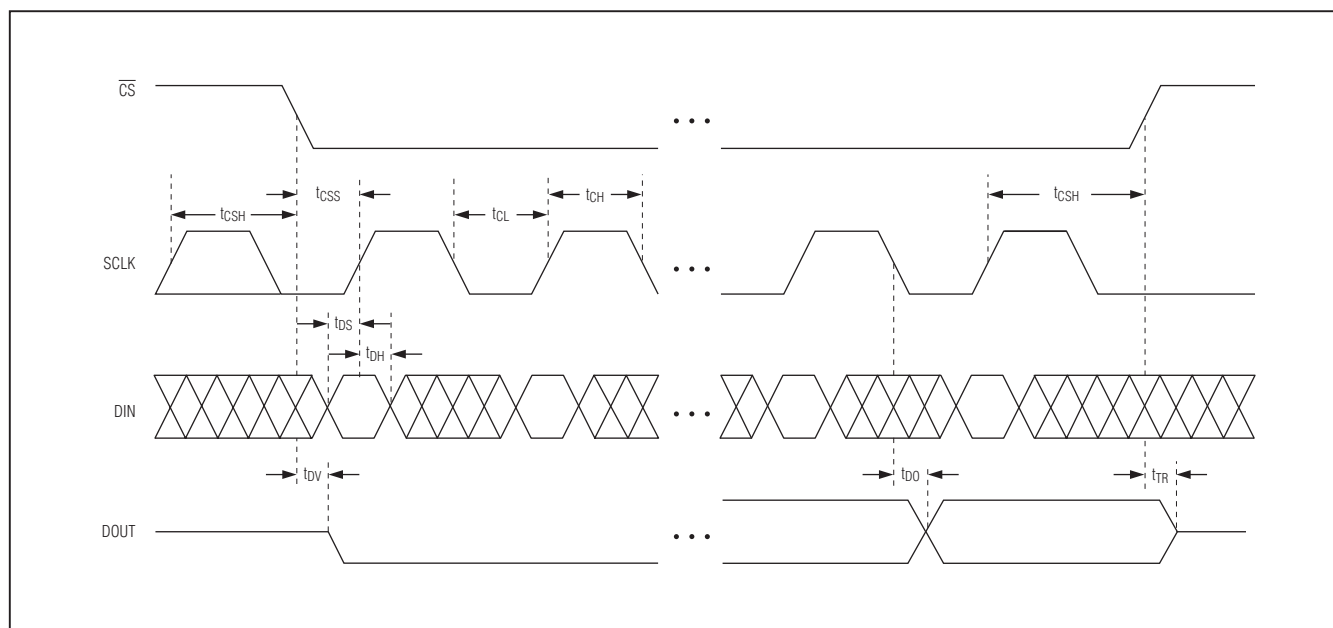 CS
• • •
tCSS
tCH
tCSH
tCL
tCSH
SCLK
• • •
tDS
tDH
DIN
• • •
tDV
tDO
tTR
DOUT
• • •